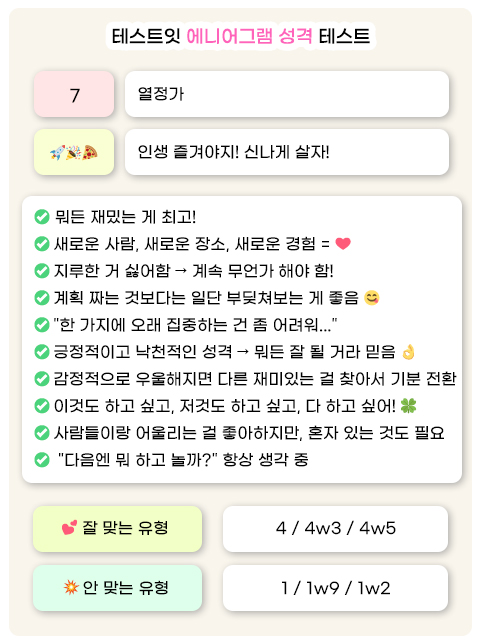 테스트잇 에니어그램 성격 테스트
7
열정가
인생 즐겨야지! 신나게 살자!
뭐든 재밌는 게 최고!
새로운 사람, 새로운 장소, 새로운 경험 = ❤️
지루한 거 싫어함 → 계속 무언가 해야 함!
계획 짜는 것보다는 일단 부딪쳐보는 게 좋음 😋
"한 가지에 오래 집중하는 건 좀 어려워..."
긍정적이고 낙천적인 성격 → 뭐든 잘 될 거라 믿음 👌
감정적으로 우울해지면 다른 재미있는 걸 찾아서 기분 전환
이것도 하고 싶고, 저것도 하고 싶고, 다 하고 싶어! 🍀
사람들이랑 어울리는 걸 좋아하지만, 혼자 있는 것도 필요
"다음엔 뭐 하고 놀까?" 항상 생각 중
💕 잘 맞는 유형
4 / 4w3 / 4w5
💥 안 맞는 유형
1 / 1w9 / 1w2